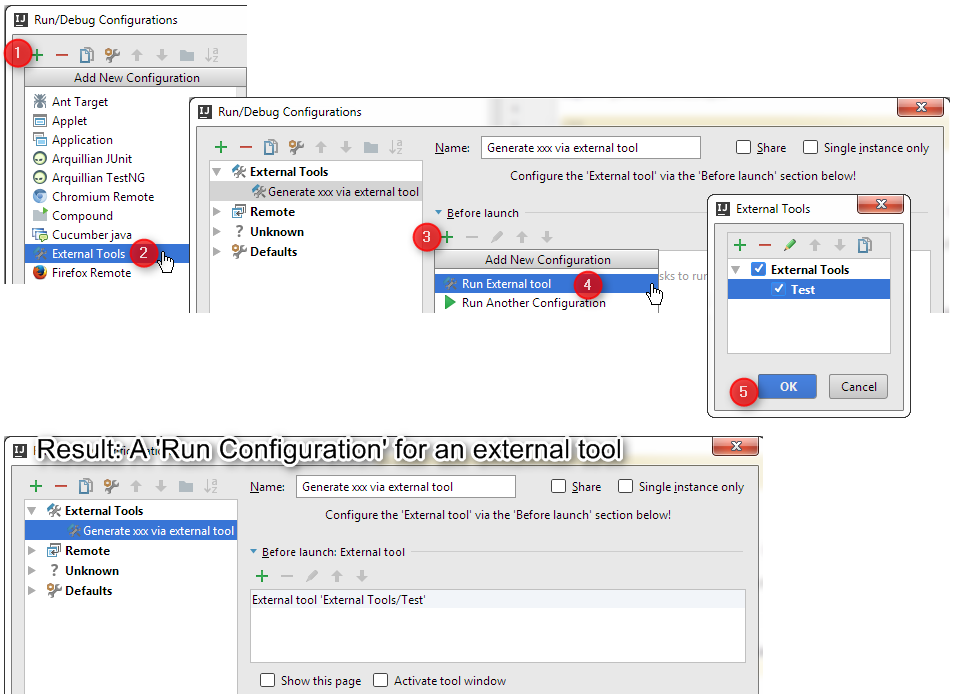 Run/Debug Configurations
1
Add New Configuration
Ant Target
Applet
Application
Arquillian JUnit
Arquillian TestNG
Chromium Remote
Compound
Cucumber java
External Tools 2
Firefox Remote
Run/Debug Configurations
Name: Generate xxx via external tool Share Single instance only
Configure the 'External tool' via the 'Before launch' section below!
External Tools
Generate xxx via external tool
Remote
? Unknown
Defaults
Before launch
3
Add New Configuration
Run External tool 4
Run Another Configuration
sks to run
External Tools
External Tools
Test
5 OK Cancel
Result: A 'Run Configuration' for an external tool
Name: Generate xxx via external tool Share Single instance only
Configure the 'External tool' via the 'Before launch' section below!
External Tools
Generate xxx via external tool
Remote
? Unknown
Defaults
Before launch: External tool
External tool 'External Tools/Test'
Show this page Activate tool window